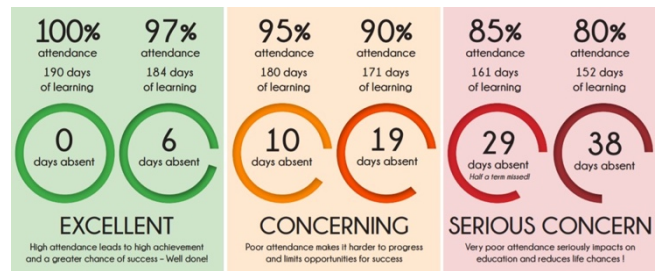 100% 97%
attendance attendance
190 days 184 days
of learning of learning
0 6
days absent days absent
EXCELLENT
High attendance leads to high achievement
and a greater chance of success – Well done!
95% 90%
attendance attendance
180 days 171 days
of learning of learning
10 19
days absent days absent
CONCERNING
Poor attendance makes it harder to progress
and limits opportunities for success
85% 80%
attendance attendance
161 days 152 days
of learning of learning
29 38
days absent days absent
Half a term missed!
SERIOUS CONCERN
Very poor attendance seriously impacts on
education and reduces life chances !